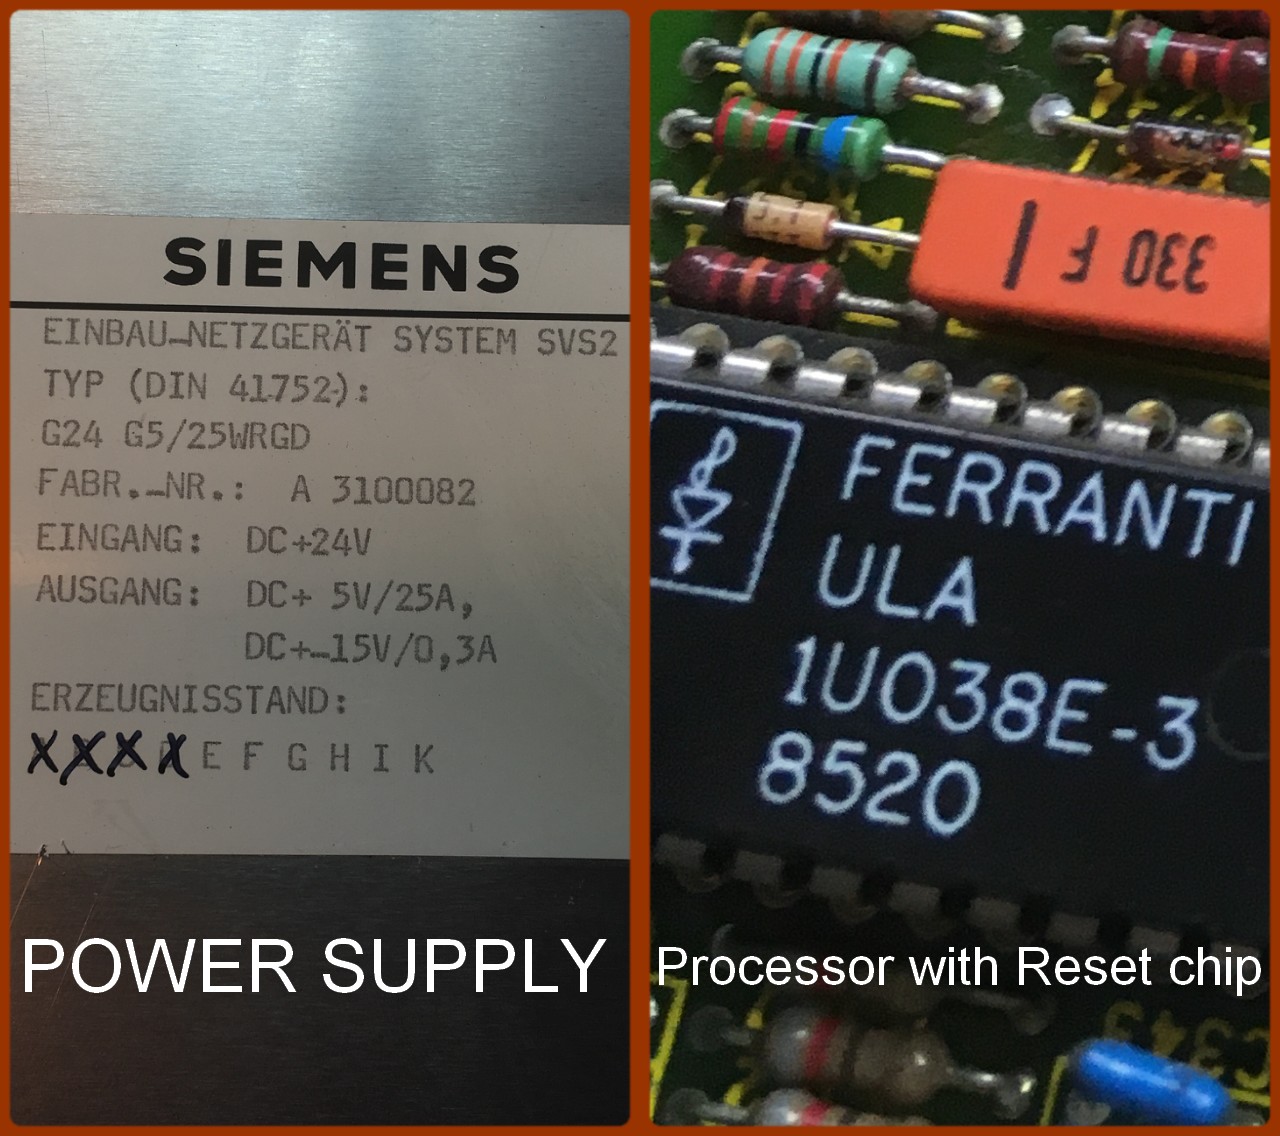 SIEMENS
EINBAU-NETZGERÄT SYSTEM SVS2
TYP (DIN 41752):
G24 G5/25WRGD
FABR.-NR.: A 3100082
EINGANG: DC+24V
AUSGANG: DC+ 5V/25A,
DC+-15V/0,3A
ERZEUGNISSTAND:
E F G H I K
POWER SUPPLY
330 F
FERRANTI
ULA
1U038E-3
8520
Processor with Reset chip
C343